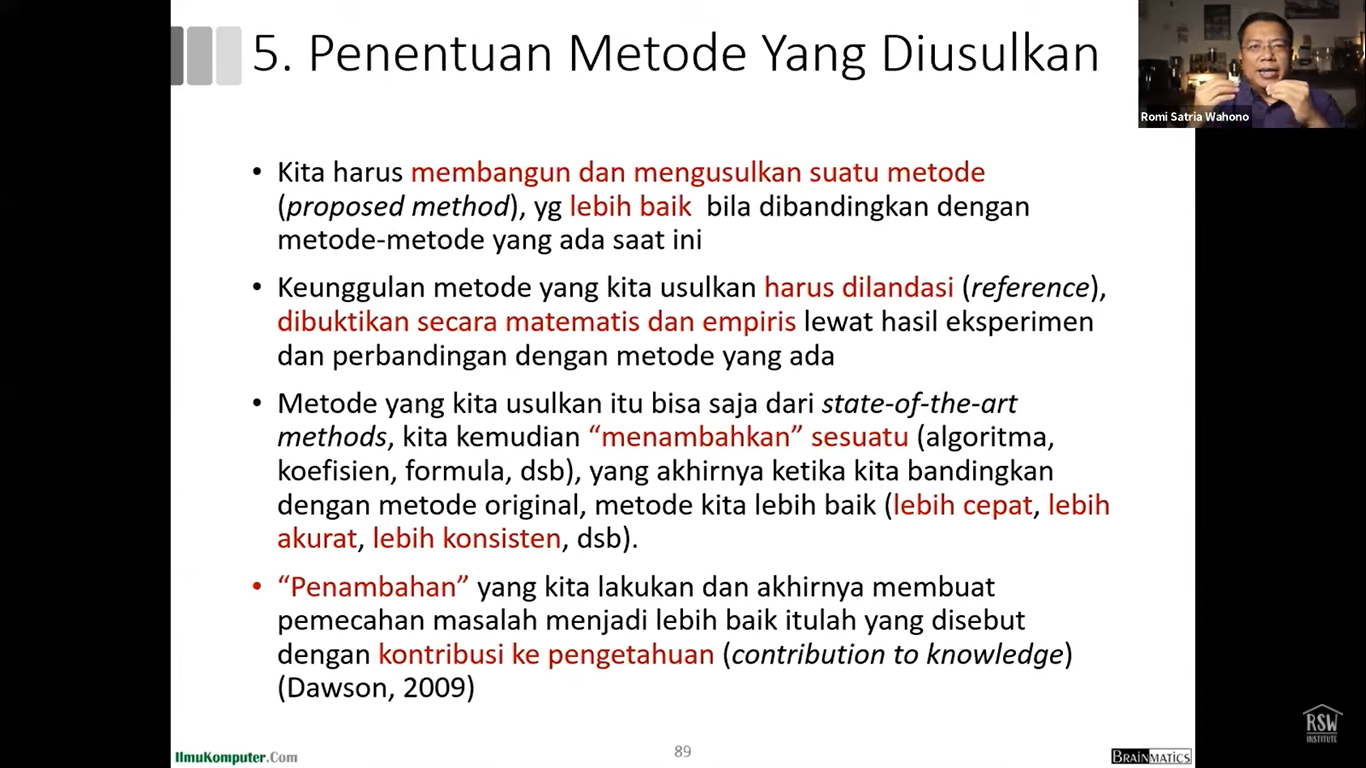 5. Penentuan Metode Yang Diusulkan
Romi Satria Wahono
• Kita harus membangun dan mengusulkan suatu metode
(proposed method), yg lebih baik bila dibandingkan dengan
metode-metode yang ada saat ini
• Keunggulan metode yang kita usulkan harus dilandasi (reference),
dibuktikan secara matematis dan empiris lewat hasil eksperimen
dan perbandingan dengan metode yang ada
• Metode yang kita usulkan itu bisa saja dari state-of-the-art
methods, kita kemudian “menambahkan” sesuatu (algoritma,
koefisien, formula, dsb), yang akhirnya ketika kita bandingkan
dengan metode original, metode kita lebih baik (lebih cepat, lebih
akurat, lebih konsisten, dsb).
• “Penambahan” yang kita lakukan dan akhirnya membuat
pemecahan masalah menjadi lebih baik itulah yang disebut
dengan kontribusi ke pengetahuan (contribution to knowledge)
(Dawson, 2009)
IlmuKomputer.Com
89
BRAINMATICS
RSW
INSTITUTE